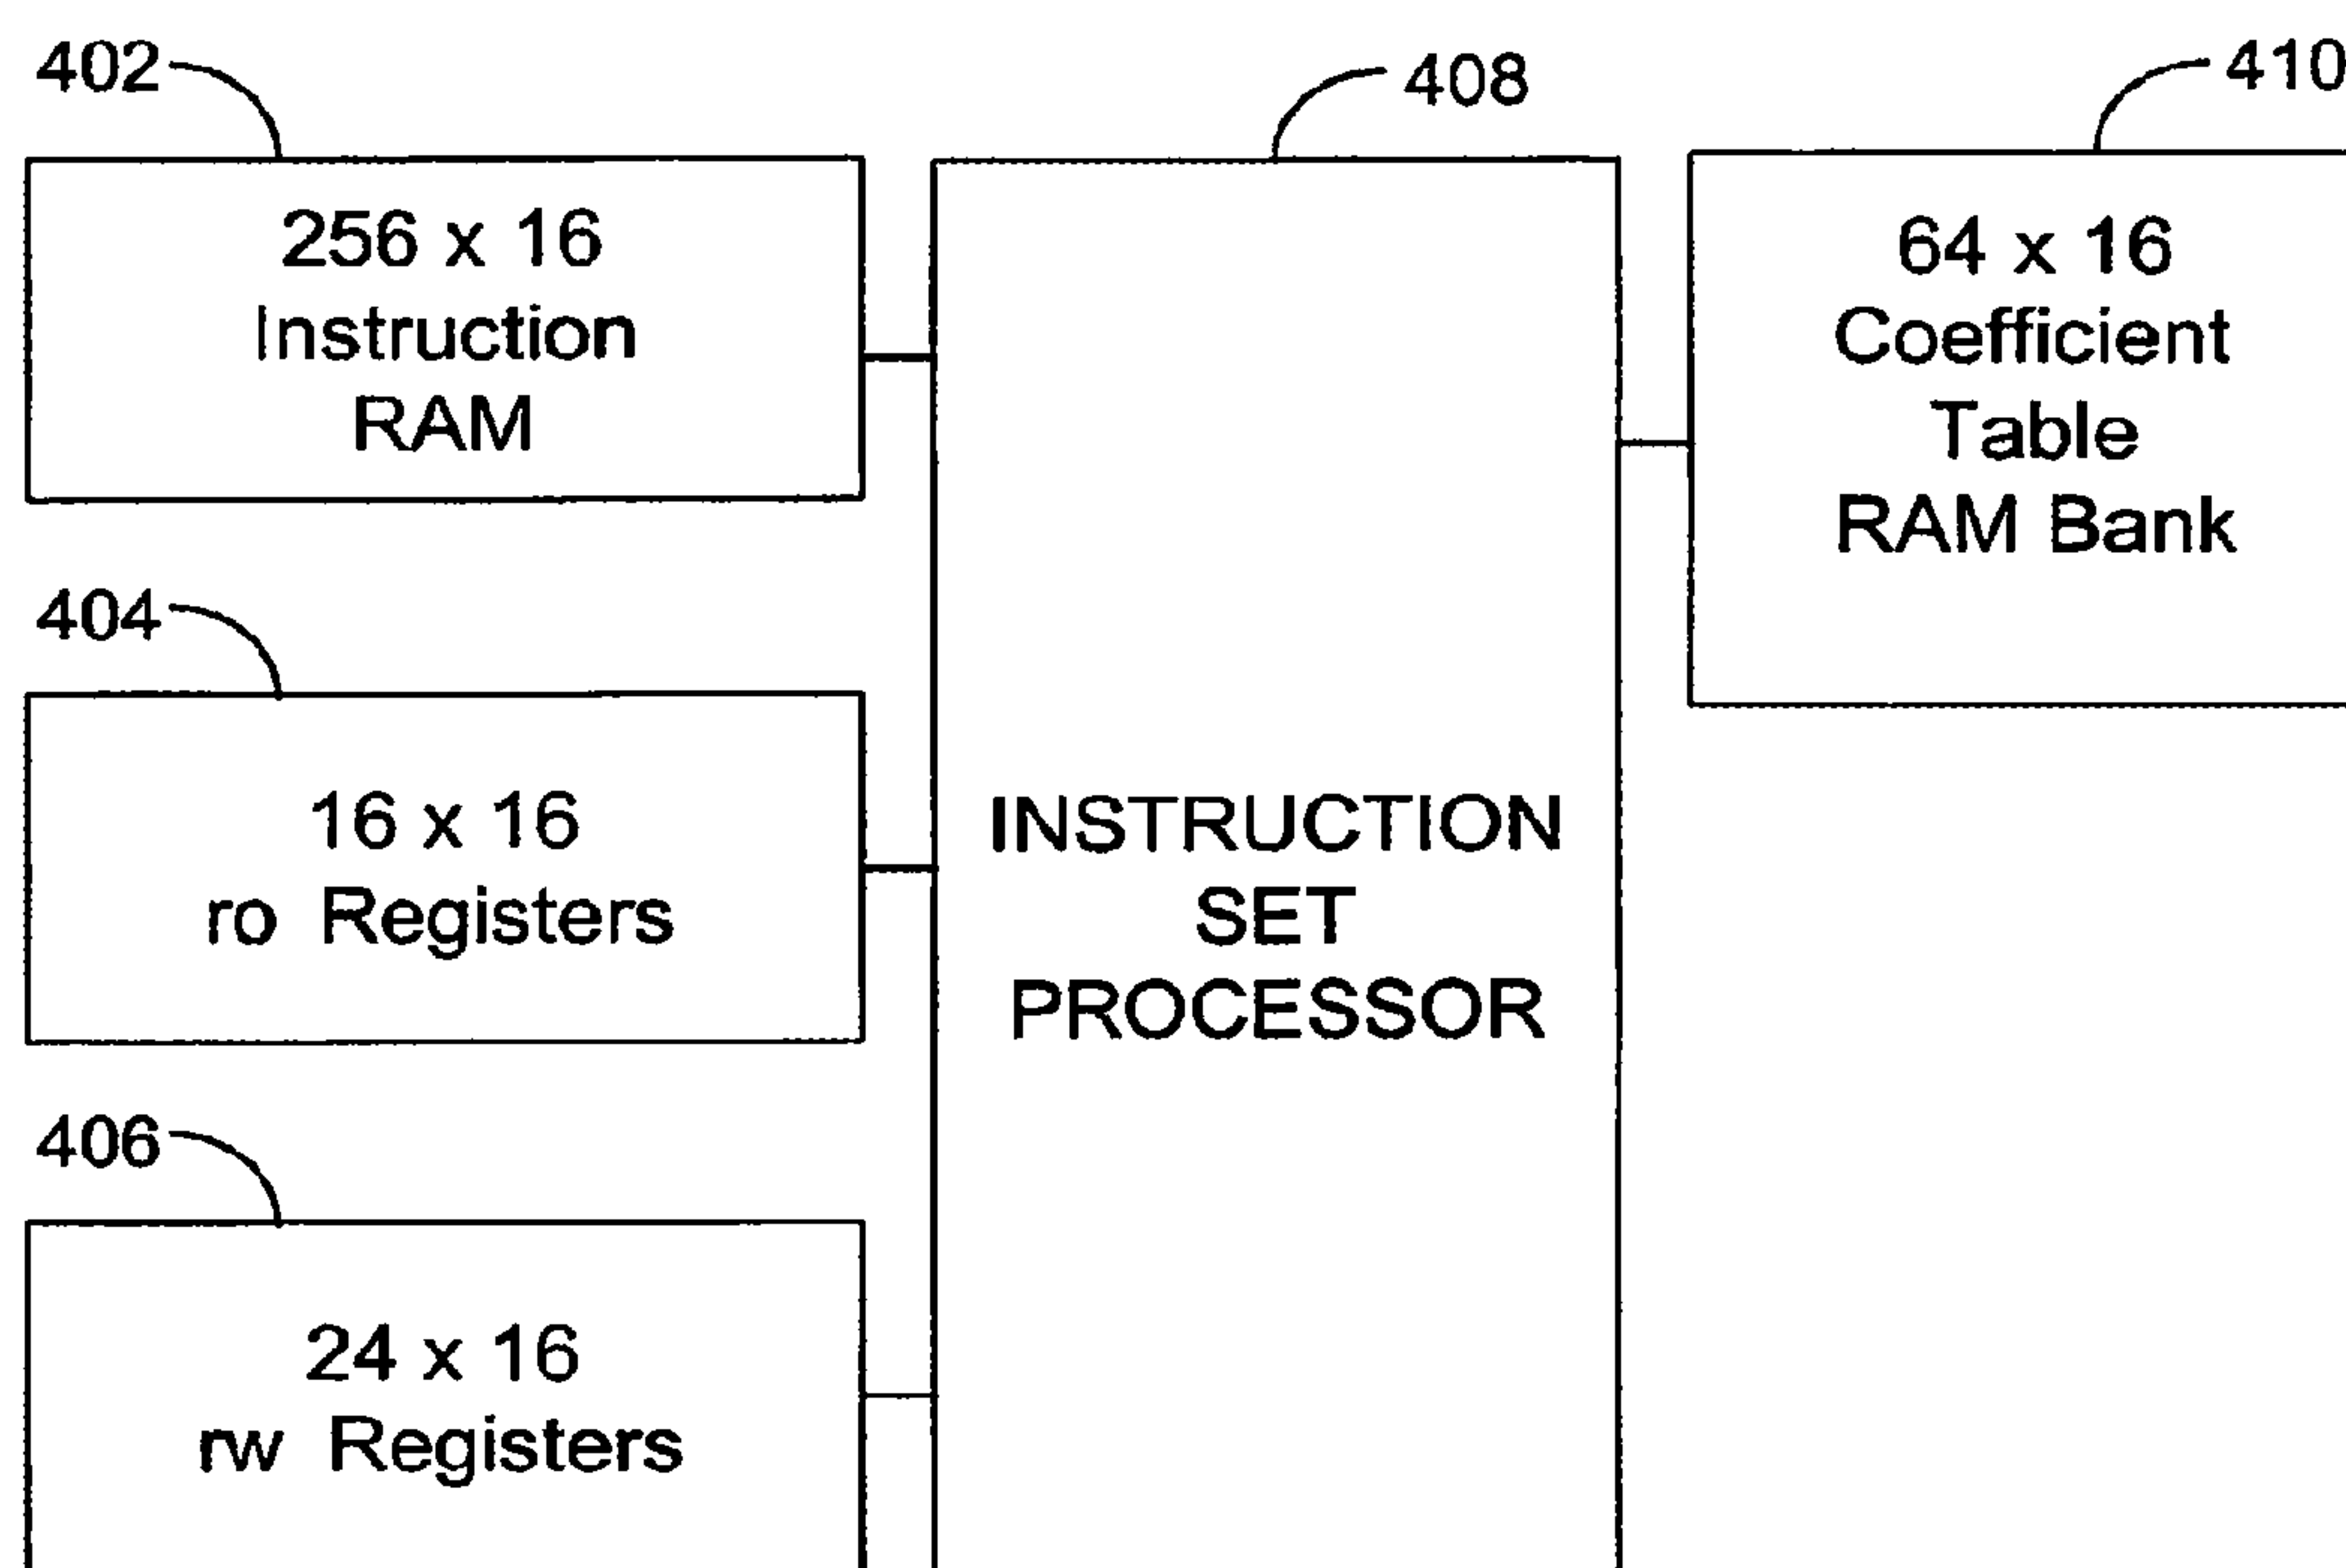 402
256 x 16
Instruction
RAM
404
16 x 16
ro Registers
406
24 x 16
rw Registers
408
INSTRUCTION
SET
PROCESSOR
410
64 x 16
Coefficient
Table
RAM Bank